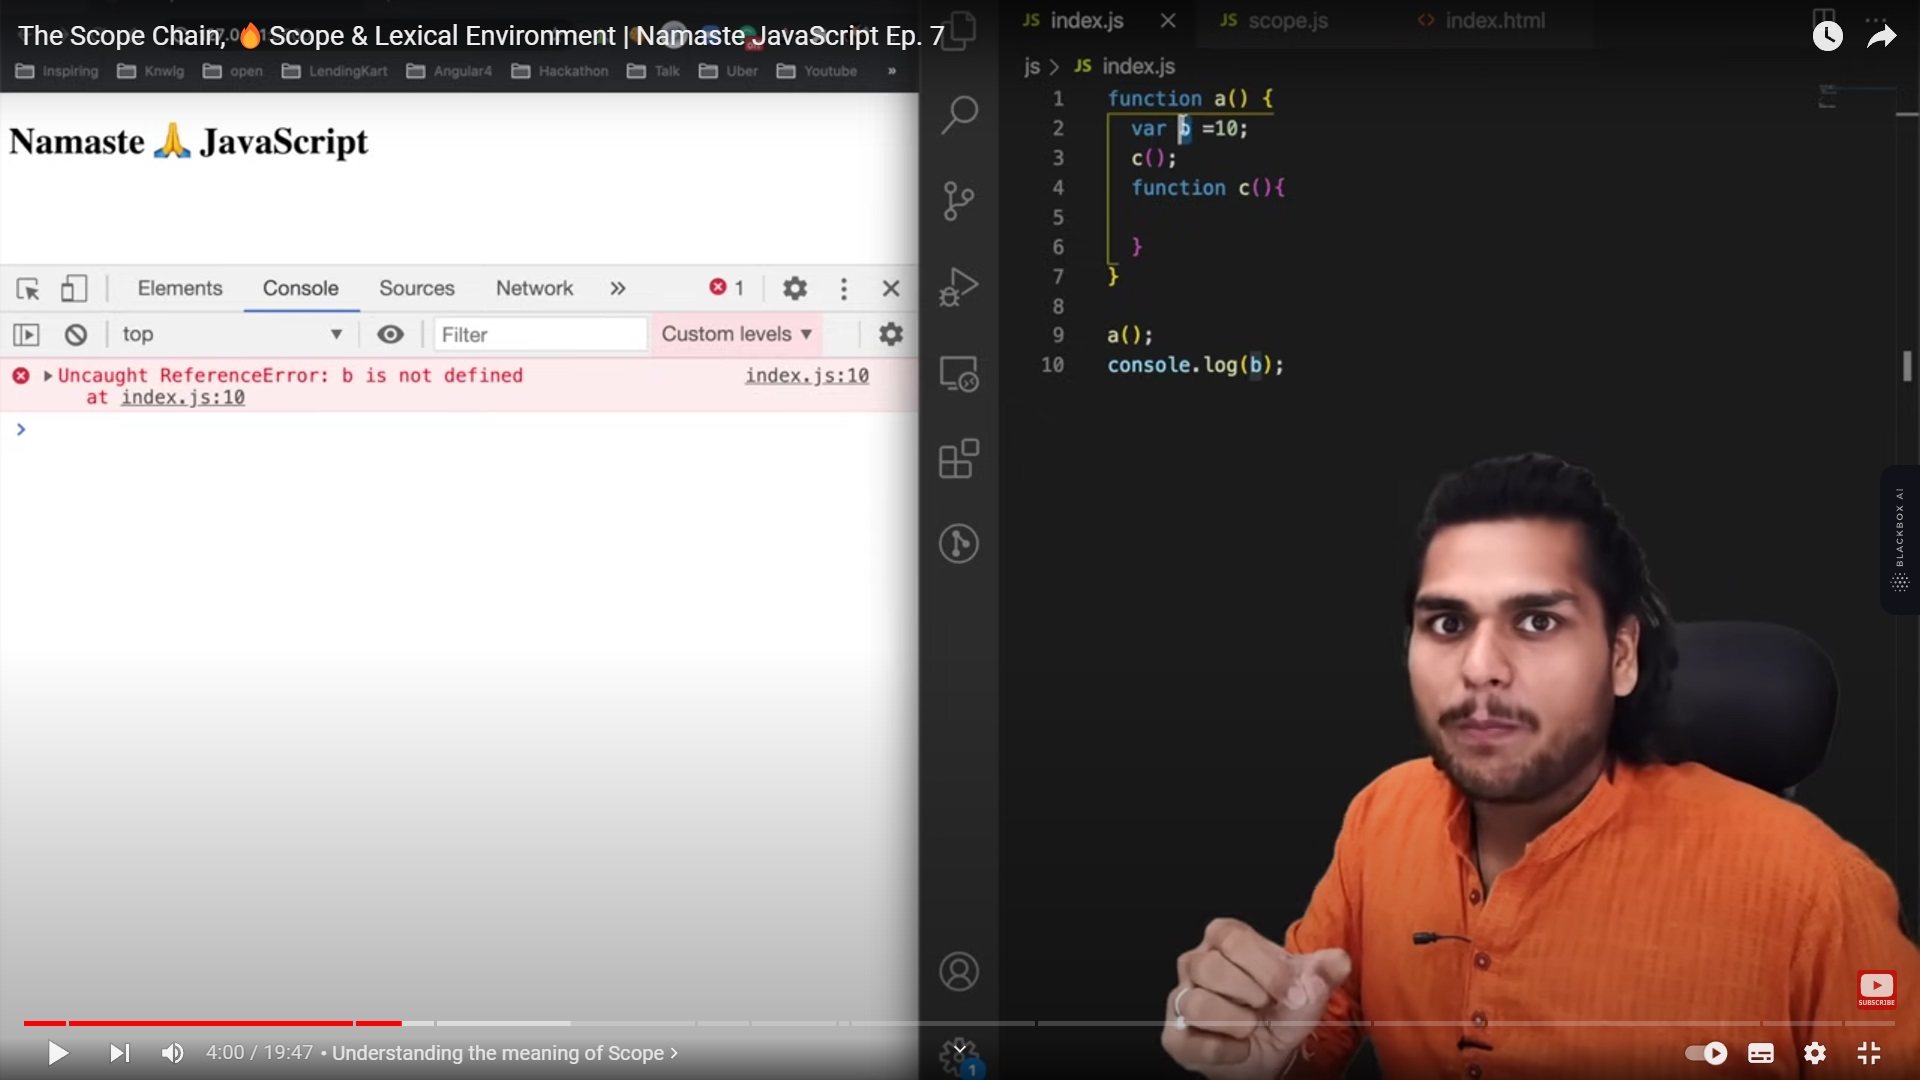 The Scope Chain, 🔥 Scope & Lexical Environment | Namaste JavaScript Ep. 7
Inspiring Knwlg open LendingKart Angular4 Hackathon Talk Uber Youtube »
Namaste 🙏 JavaScript
Elements Console Sources Network » 1
top Filter Custom levels ▼
Uncaught ReferenceError: b is not defined index.js:10
at index.js:10
>
JS index.js JS scope.js <> index.html
js > JS index.js
1 function a() {
2 var b =10;
3 c();
4 function c(){
5
6 }
7 }
8
9 a();
10 console.log(b);
BLACKBOX AI
SUBSCRIBE
4:00 / 19:47 • Understanding the meaning of Scope >
1